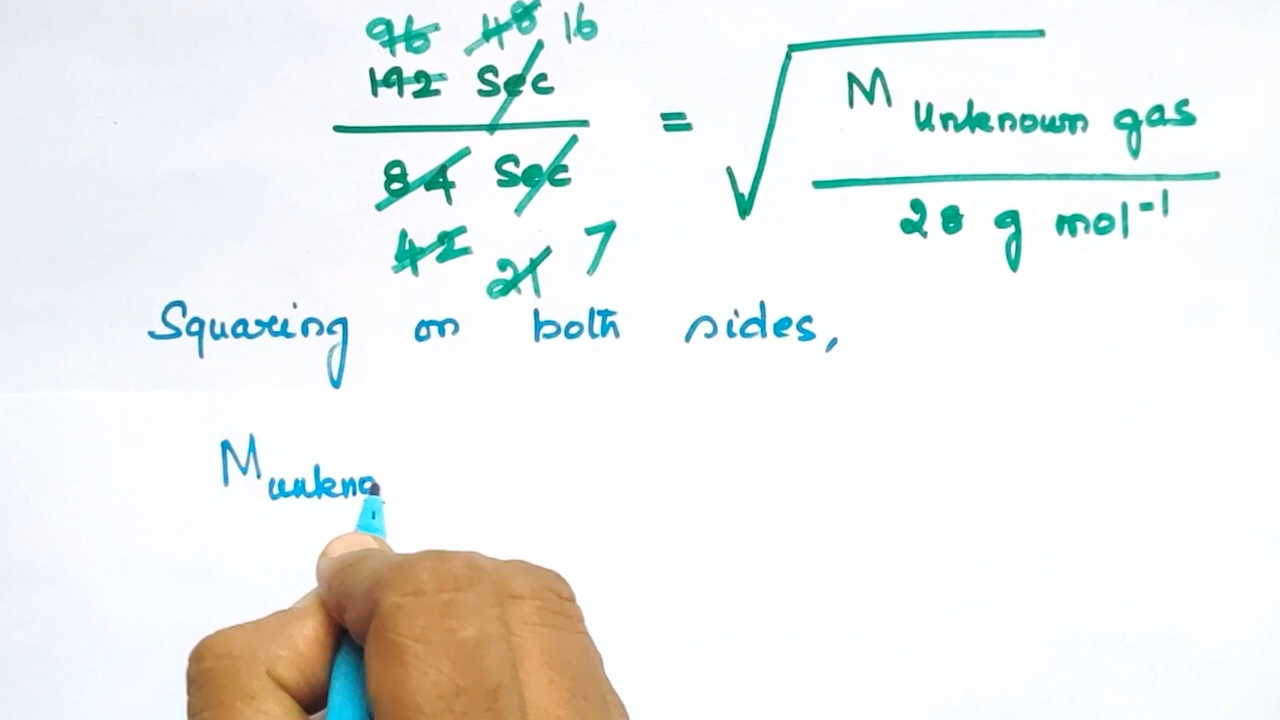 96 48 16
192 Sec
84 Sec
42 21 7
= √ M unknown gas
28 g mol⁻¹
Squaring on both sides,
M unkno